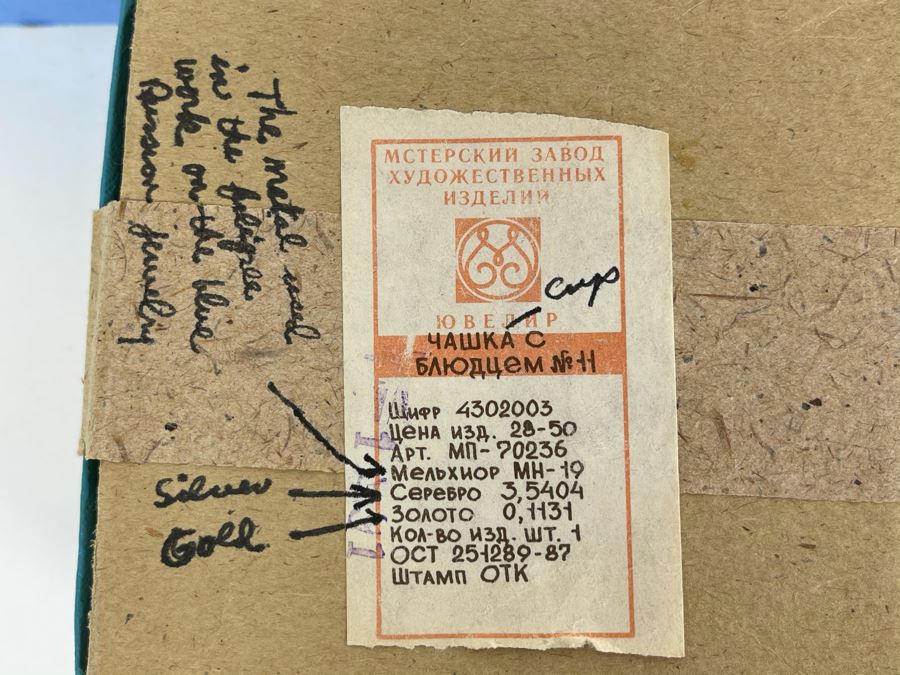 The metal used
in the filigree
work on the blue
Russian jewelry
МСТЕРСКИЙ ЗАВОД
ХУДОЖЕСТВЕННЫХ
ИЗДЕЛИЙ
cup
ЮВЕЛИР
ЧАШКА С
БЛЮДЦЕМ №11
Шифр 4302003
Цена изд. 28-50
Арт. МП-70236
Мельхиор МН-19
Silver
Серебро 3,5404
Gold
Золото 0,1131
Кол-во изд. шт. 1
ОСТ 25-1289-87
Штамп ОТК